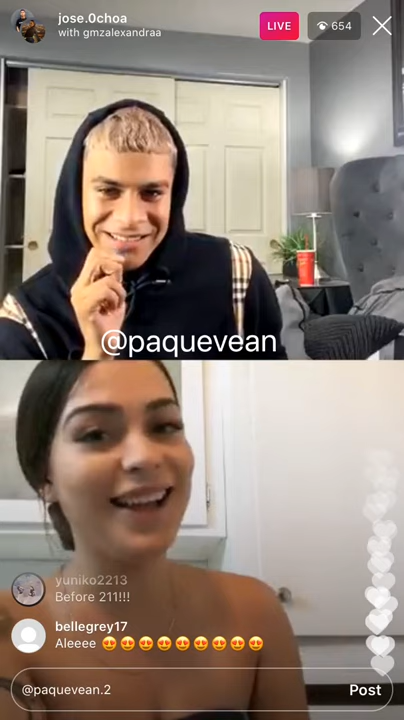 jose.0choa
with gmzalexandraa
LIVE
654
@paquevean
yuniko2213
Before 211!!!
bellegrey17
Aleeee 😍😍😍😍😍😍😍😍😍
@paquevean.2
Post